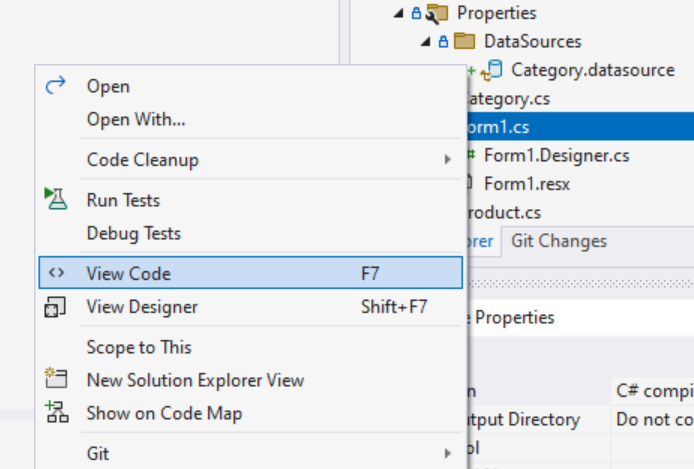 Properties
DataSources
Category.datasource
ategory.cs
orm1.cs
Form1.Designer.cs
Form1.resx
roduct.cs
rer Git Changes
Properties
n C# compi
tput Directory Do not co
ol
Open
Open With...
Code Cleanup
Run Tests
Debug Tests
View Code F7
View Designer Shift+F7
Scope to This
New Solution Explorer View
Show on Code Map
Git